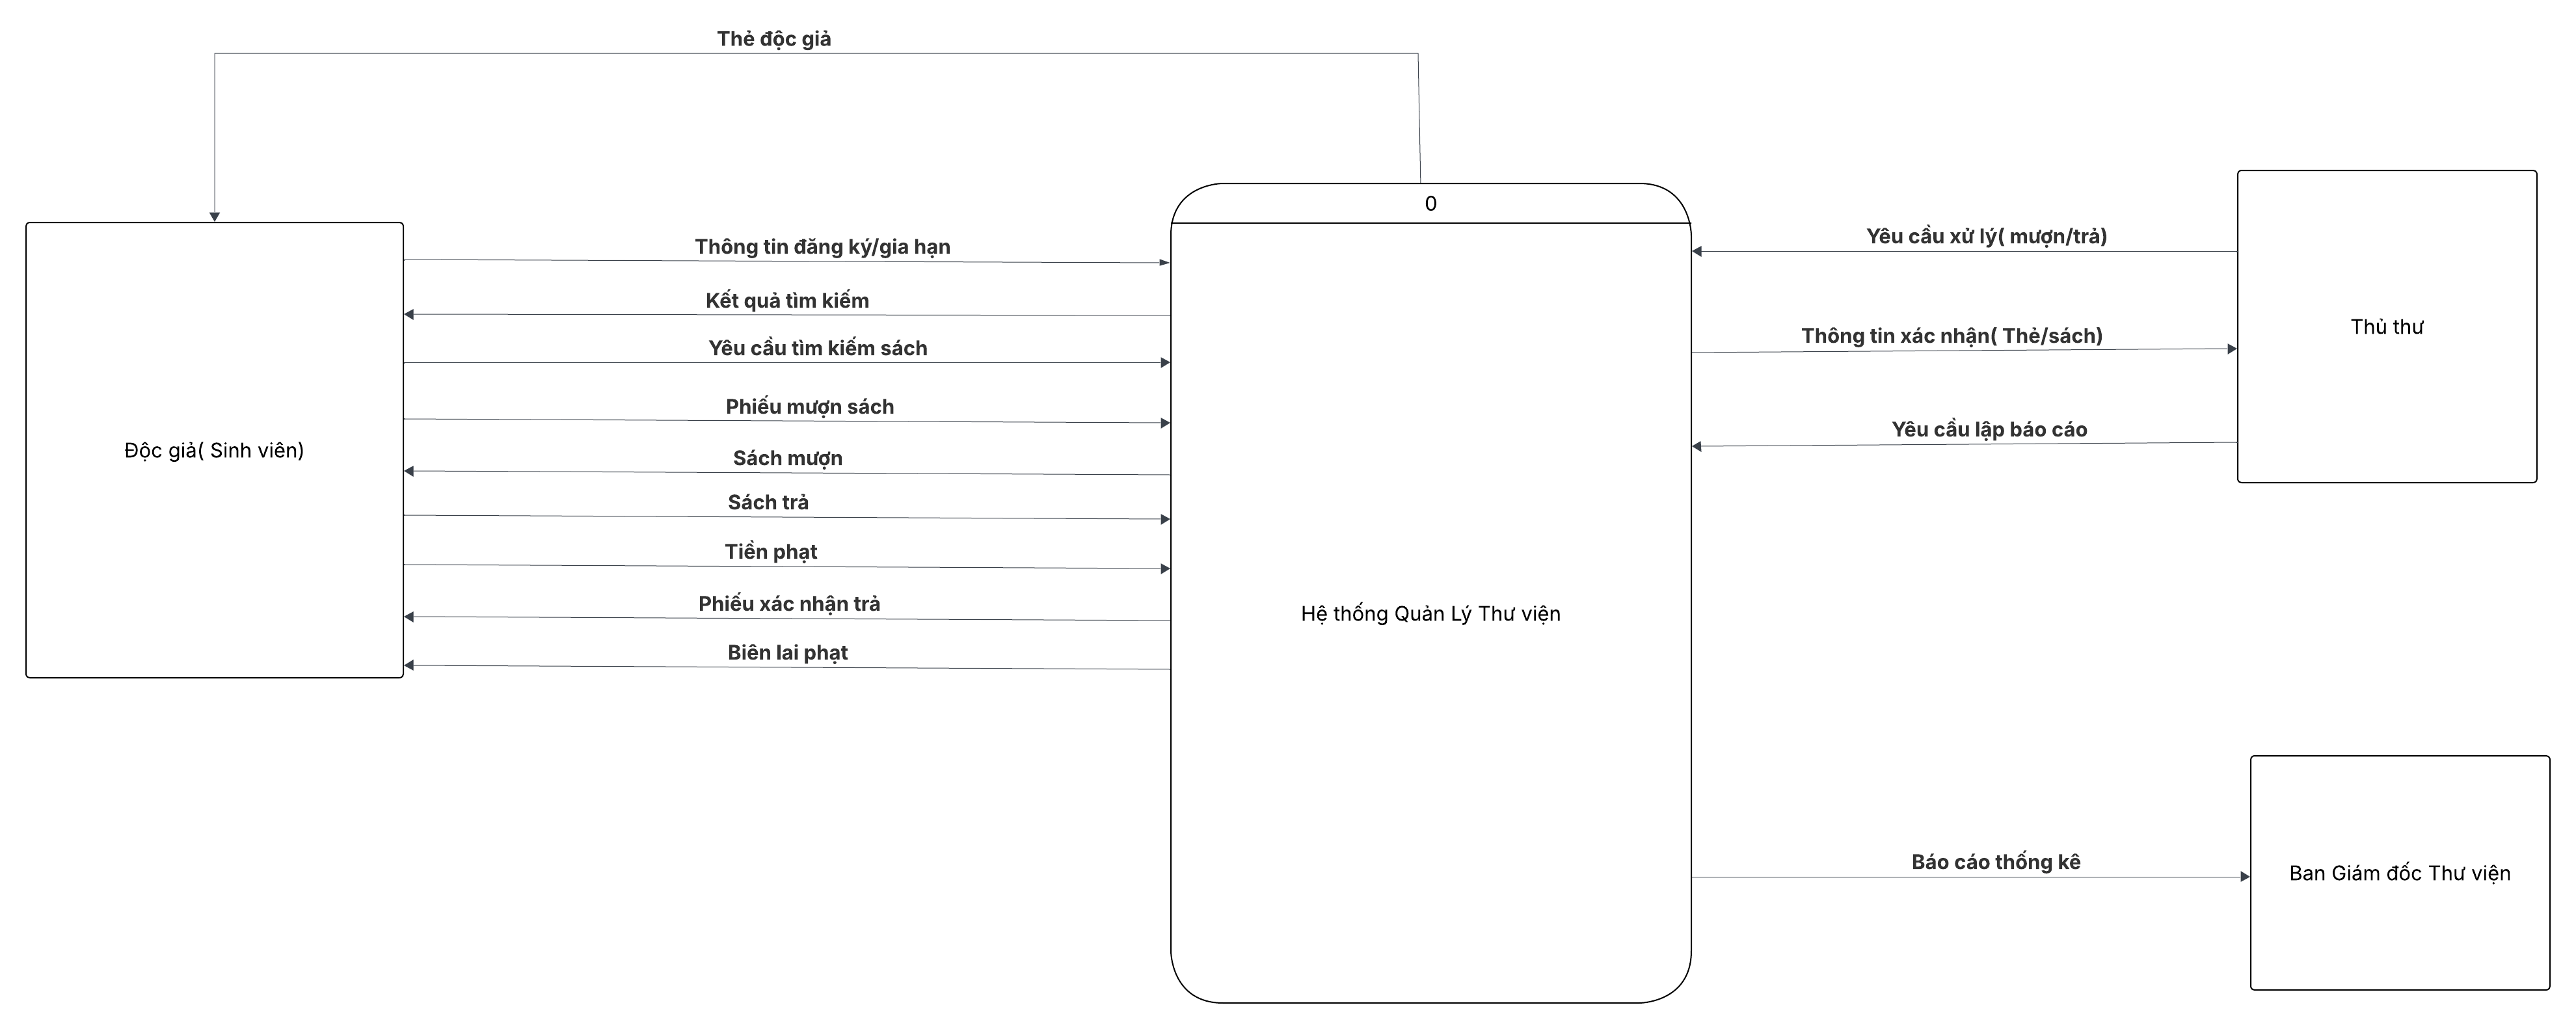 Thẻ độc giả
0
Thông tin đăng ký/gia hạn
Kết quả tìm kiếm
Yêu cầu tìm kiếm sách
Phiếu mượn sách
Độc giả( Sinh viên)
Sách mượn
Sách trả
Tiền phạt
Phiếu xác nhận trả
Biên lai phạt
Hệ thống Quản Lý Thư viện
Yêu cầu xử lý( mượn/trả)
Thông tin xác nhận( Thẻ/sách)
Yêu cầu lập báo cáo
Thủ thư
Báo cáo thống kê
Ban Giám đốc Thư viện